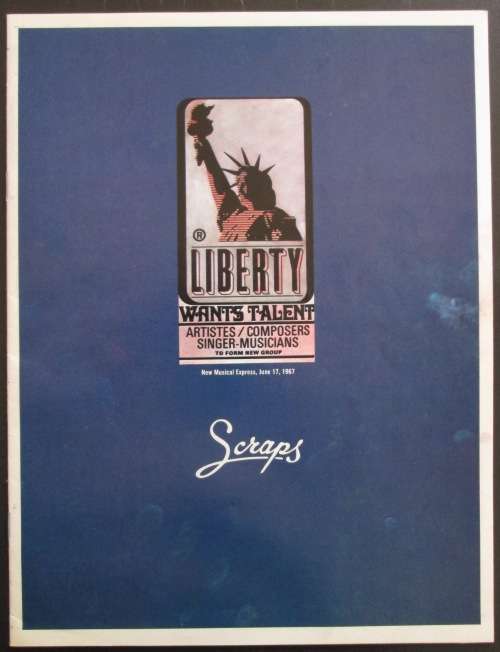 ®
LIBERTY
WANTS TALENT
ARTISTES / COMPOSERS
SINGER-MUSICIANS
TO FORM NEW GROUP
New Musical Express, June 17, 1967
Scraps